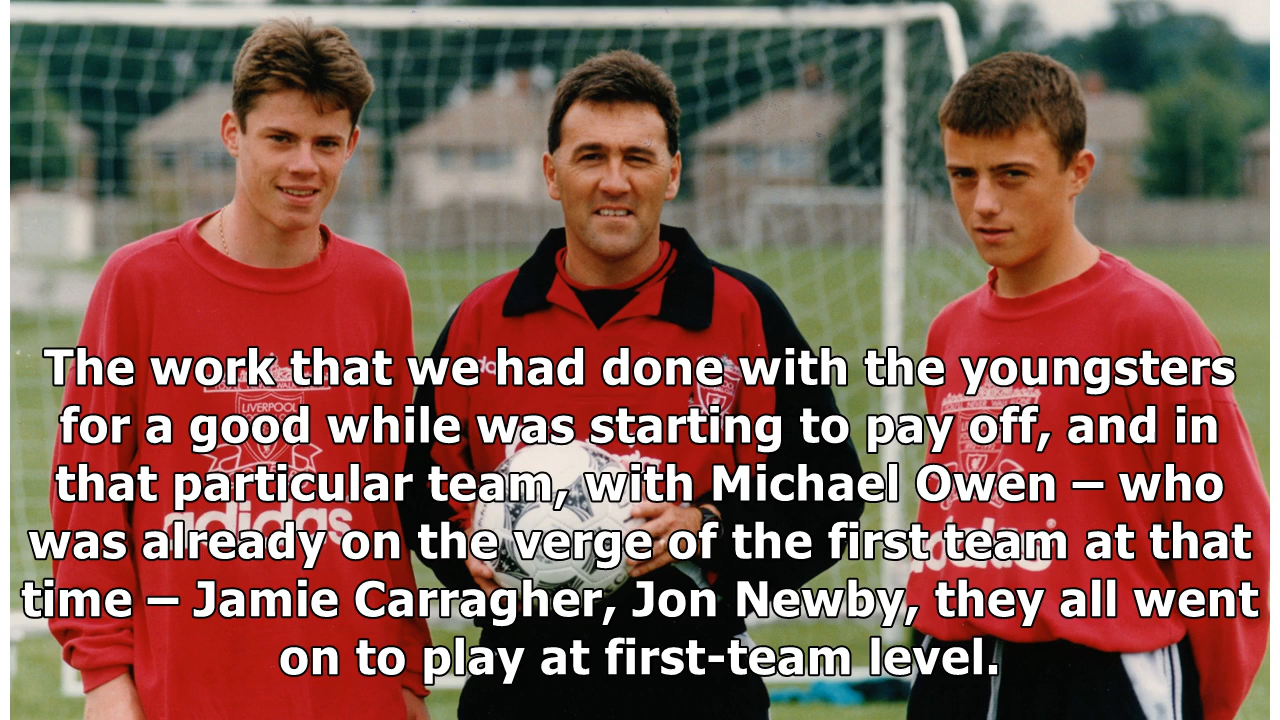 The work that we had done with the youngsters
for a good while was starting to pay off, and in
that particular team, with Michael Owen – who
was already on the verge of the first team at that
time – Jamie Carragher, Jon Newby, they all went
on to play at first-team level.
LIVERPOOL
adidas